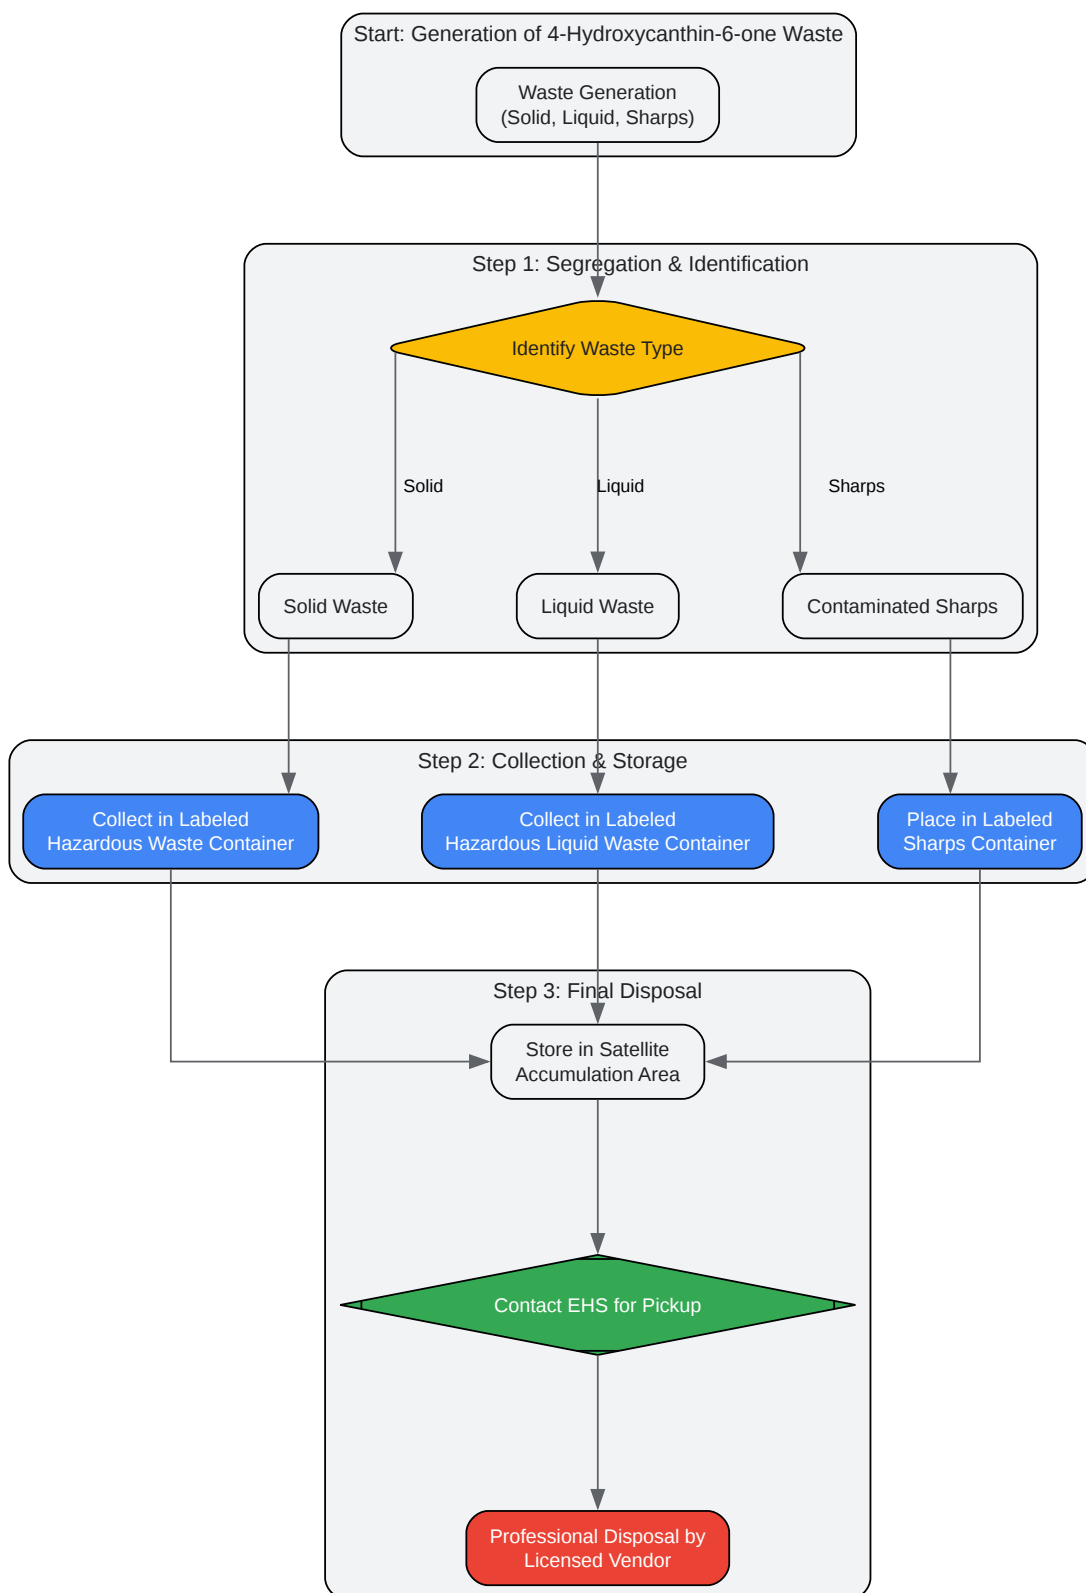 Start: Generation of 4-Hydroxycanthin-6-one Waste
Waste Generation
(Solid, Liquid, Sharps)
Step 1: Segregation & Identification
Identify Waste Type
Solid
Liquid
Sharps
Solid Waste
Liquid Waste
Contaminated Sharps
Step 2: Collection & Storage
Collect in Labeled
Hazardous Waste Container
Collect in Labeled
Hazardous Liquid Waste Container
Place in Labeled
Sharps Container
Step 3: Final Disposal
Store in Satellite
Accumulation Area
Contact EHS for Pickup
Professional Disposal by
Licensed Vendor